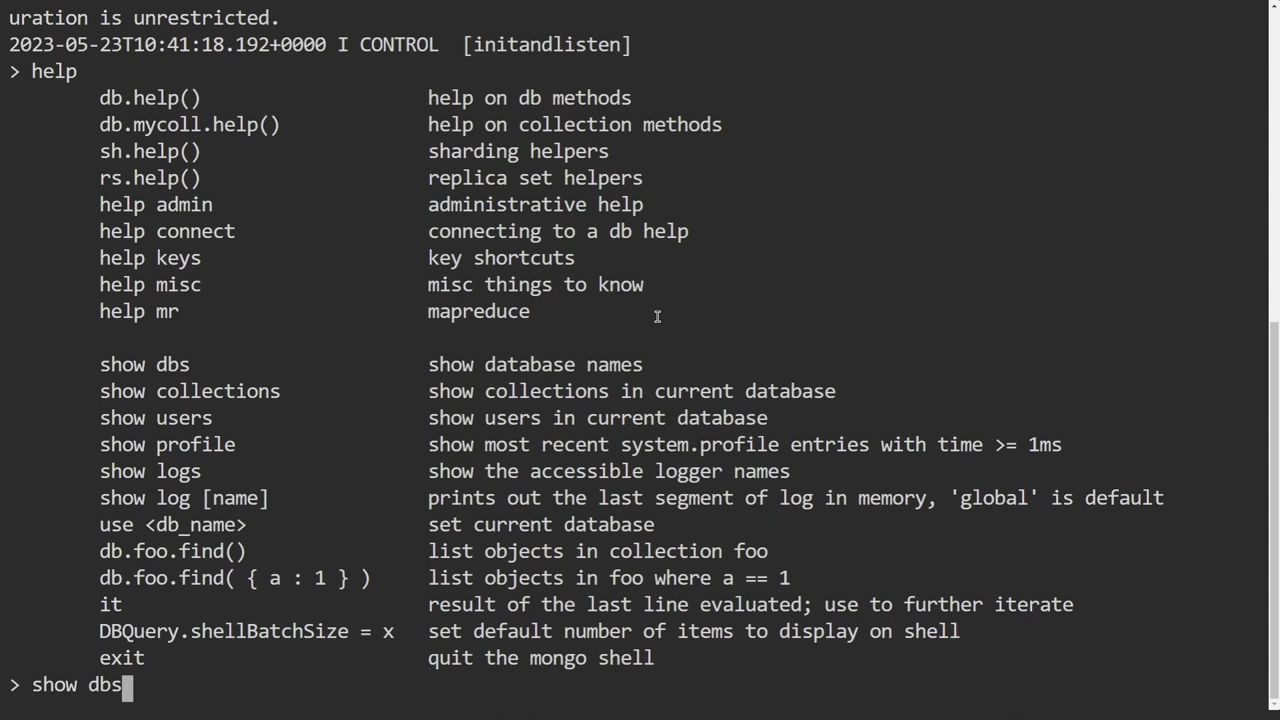 uration is unrestricted.
2023-05-23T10:41:18.192+0000 I CONTROL  [initandlisten]
> help
db.help()                    help on db methods
db.mycoll.help()             help on collection methods
sh.help()                    sharding helpers
rs.help()                    replica set helpers
help admin                   administrative help
help connect                 connecting to a db help
help keys                    key shortcuts
help misc                    misc things to know
help mr                      mapreduce
show dbs                     show database names
show collections             show collections in current database
show users                   show users in current database
show profile                 show most recent system.profile entries with time >= 1ms
show logs                    show the accessible logger names
show log [name]              prints out the last segment of log in memory, 'global' is default
use <db_name>                set current database
db.foo.find()                list objects in collection foo
db.foo.find( { a : 1 } )     list objects in foo where a == 1
it                           result of the last line evaluated; use to further iterate
DBQuery.shellBatchSize = x   set default number of items to display on shell
exit                         quit the mongo shell
> show dbs